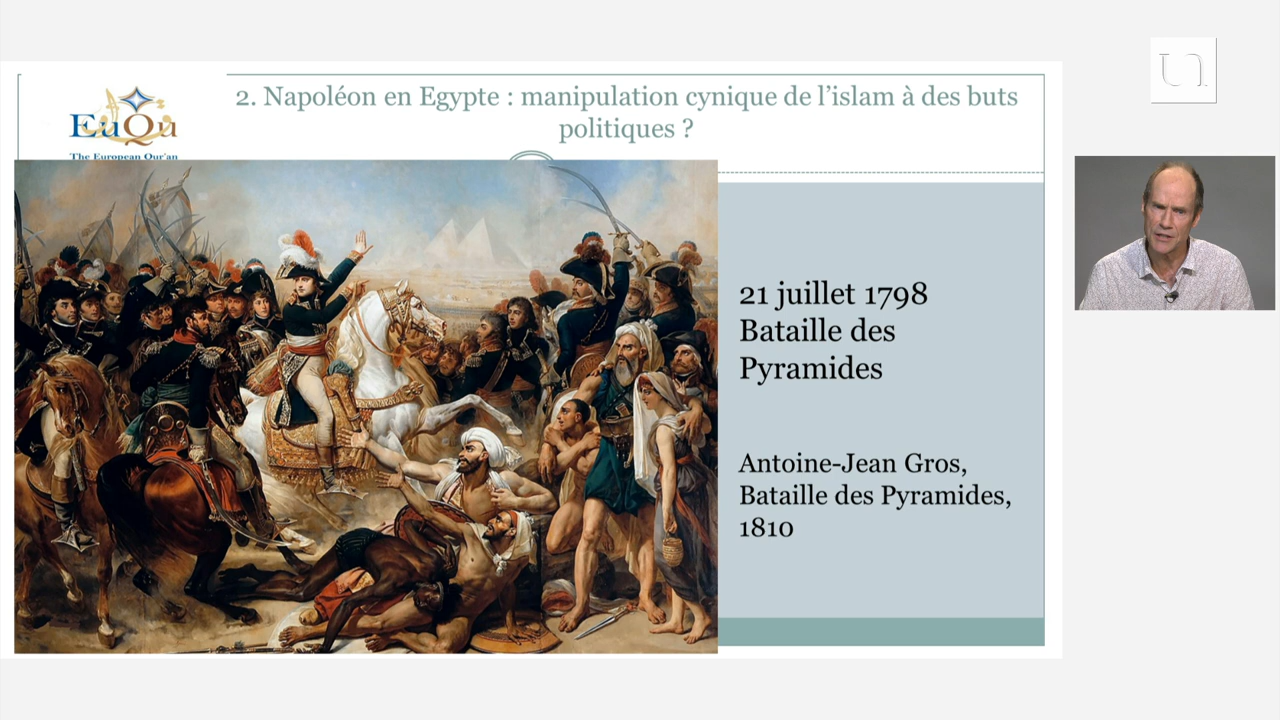 2. Napoléon en Egypte : manipulation cynique de l’islam à des buts
politiques ?
EuQu
The European Qur'an
21 juillet 1798
Bataille des
Pyramides
Antoine-Jean Gros,
Bataille des Pyramides,
1810